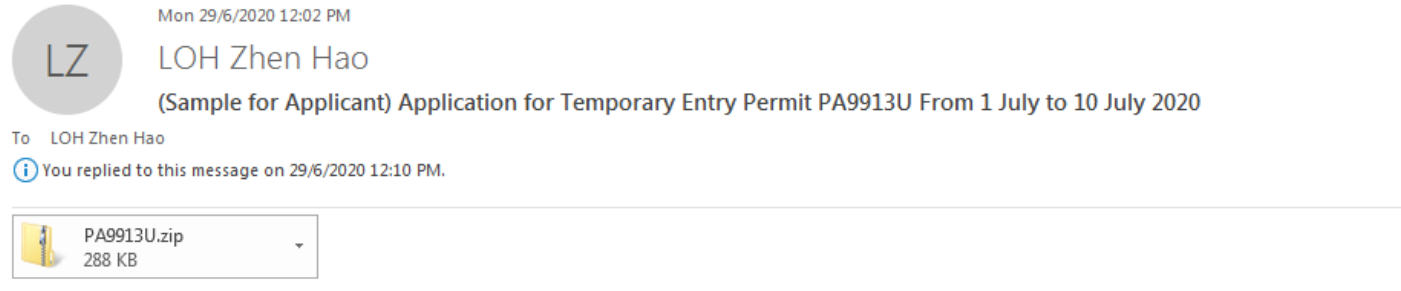 Mon 29/6/2020 12:02 PM
LZ
LOH Zhen Hao
(Sample for Applicant) Application for Temporary Entry Permit PA9913U From 1 July to 10 July 2020
To LOH Zhen Hao
i You replied to this message on 29/6/2020 12:10 PM.
PA9913U.zip
288 KB